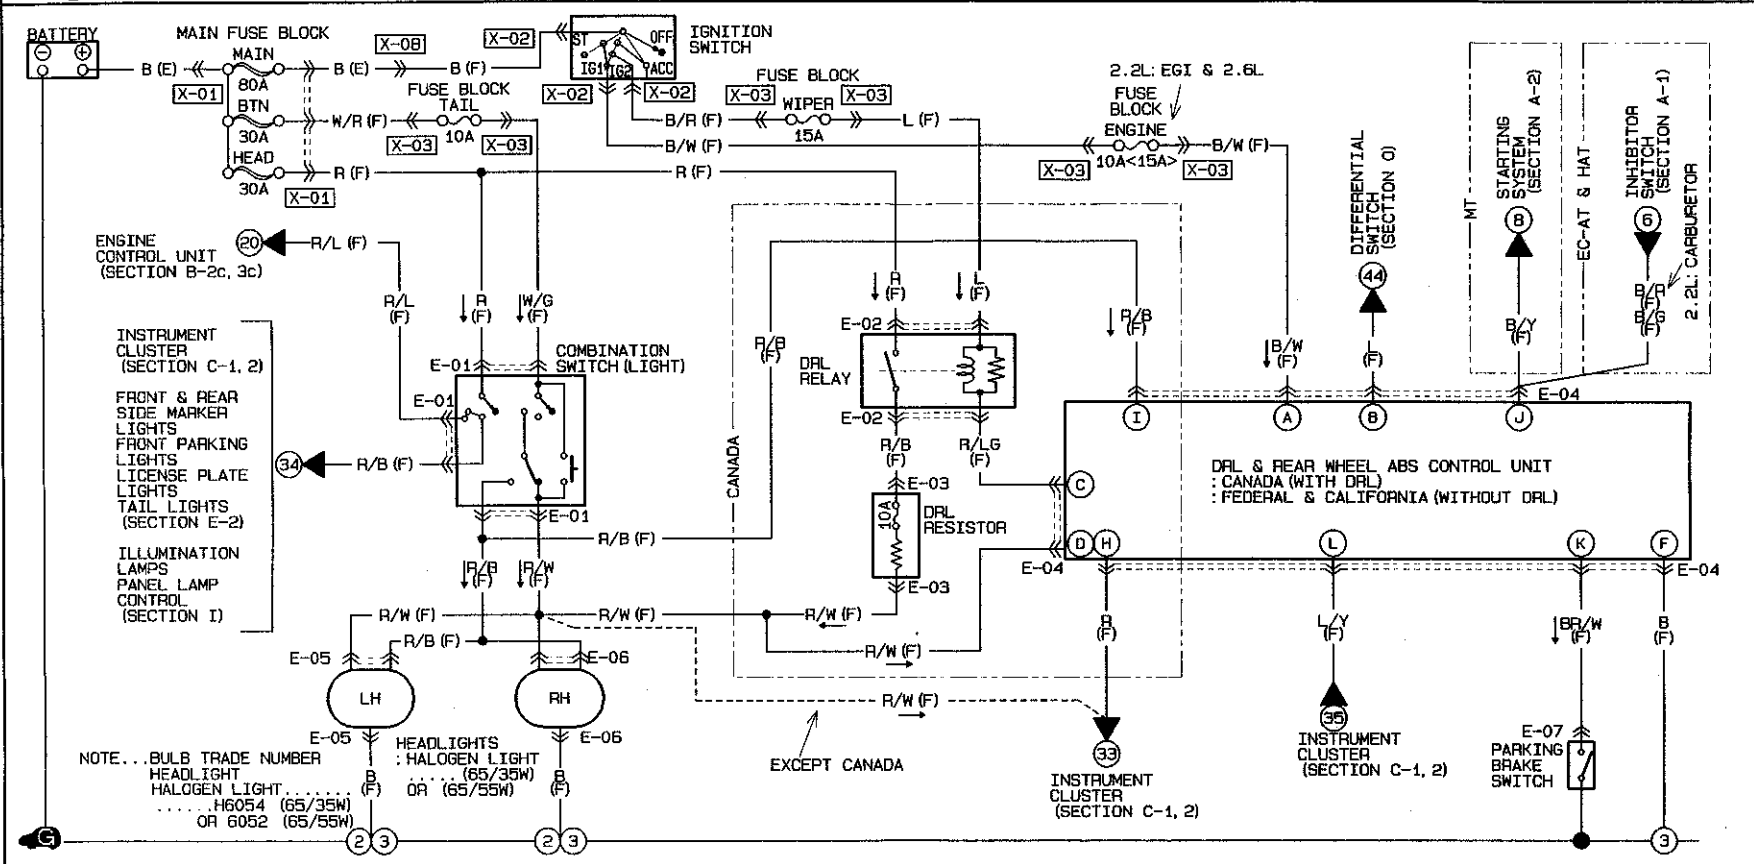 BATTERY
MAIN FUSE BLOCK
MAIN
80A
BTN
30A
HEAD
30A
B (E)
X-01
B (E)
X-08
B (F)
X-02
ST
OFF
IG1
IG2
ACC
IGNITION
SWITCH
X-02
X-02
FUSE BLOCK
TAIL
10A
W/R (F)
X-03
X-03
R (F)
X-01
R (F)
FUSE BLOCK
X-03
WIPER
X-03
15A
B/R (F)
L (F)
B/W (F)
2.2L: EGI & 2.6L
FUSE
BLOCK
ENGINE
10A<15A>
X-03
X-03
B/W (F)
DIFFERENTIAL
SWITCH
(SECTION O)
44
(F)
MT
STARTING
SYSTEM
(SECTION A-2)
8
B/Y
(F)
EC-AT & HAT
INHIBITOR
SWITCH
(SECTION A-1)
6
B/R
(F)
B/G
(F)
2.2L: CARBURETOR
ENGINE
CONTROL UNIT
(SECTION B-2c, 3c)
20
R/L (F)
R/L
(F)
R
(F)
W/G
(F)
INSTRUMENT
CLUSTER
(SECTION C-1, 2)
FRONT & REAR
SIDE MARKER
LIGHTS
FRONT PARKING
LIGHTS
LICENSE PLATE
LIGHTS
TAIL LIGHTS
(SECTION E-2)
ILLUMINATION
LAMPS
PANEL LAMP
CONTROL
(SECTION I)
34
R/B (F)
E-01
E-01
COMBINATION
SWITCH (LIGHT)
E-01
R/B (F)
R/B
(F)
R/W
(F)
R/B
(F)
CANADA
R
(F)
L
(F)
E-02
DRL
RELAY
E-02
R/B
(F)
R/LG
(F)
E-03
10A
DRL
RESISTOR
E-03
R/B
(F)
B/W
(F)
E-04
I
A
B
J
C
D
H
L
K
F
DRL & REAR WHEEL ABS CONTROL UNIT
: CANADA (WITH DRL)
: FEDERAL & CALIFORNIA (WITHOUT DRL)
E-04
E-04
R/W (F)
R/W (F)
R/W (F)
R/B (F)
R/W (F)
R/W (F)
E-05
E-06
LH
RH
E-05
E-06
HEADLIGHTS
: HALOGEN LIGHT
..... (65/35W)
OR (65/55W)
B
(F)
B
(F)
NOTE...BULB TRADE NUMBER
HEADLIGHT
HALOGEN LIGHT.......
......H6054 (65/35W)
OR 6052 (65/55W)
EXCEPT CANADA
R
(F)
33
INSTRUMENT
CLUSTER
(SECTION C-1, 2)
L/Y
(F)
35
INSTRUMENT
CLUSTER
(SECTION C-1, 2)
BR/W
(F)
E-07
PARKING
BRAKE
SWITCH
B
(F)
G
2
3
2
3
3